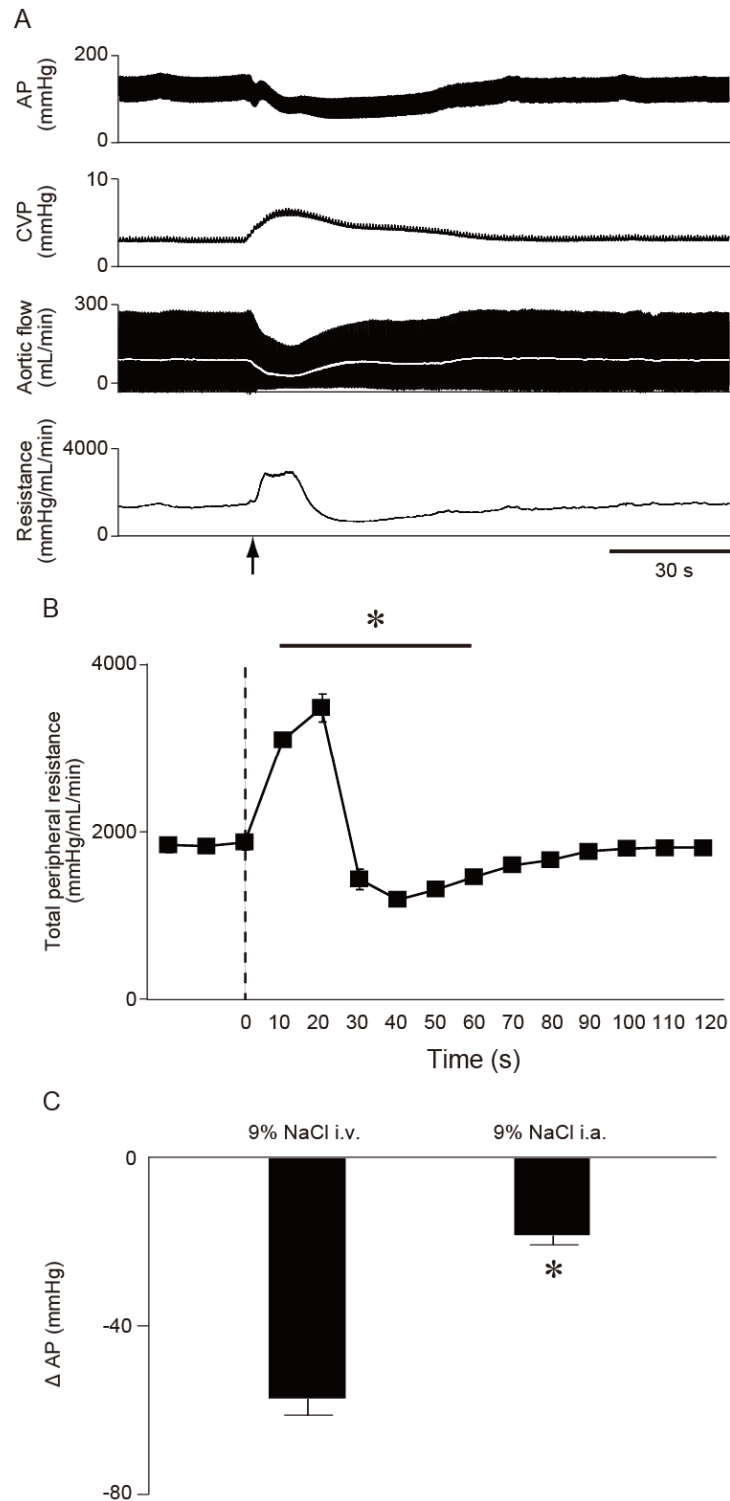 A
200
AP
(mmHg)
0
10
CVP
(mmHg)
0
300
Aortic flow
(mL/min)
0
4000
Resistance
(mmHg/mL/min)
0
30 s
B
*
4000
Total peripheral resistance
(mmHg/mL/min)
2000
0
0 10 20 30 40 50 60 70 80 90 100 110 120
Time (s)
C
9% NaCl i.v. 9% NaCl i.a.
0
*
Δ AP (mmHg)
-40
-80